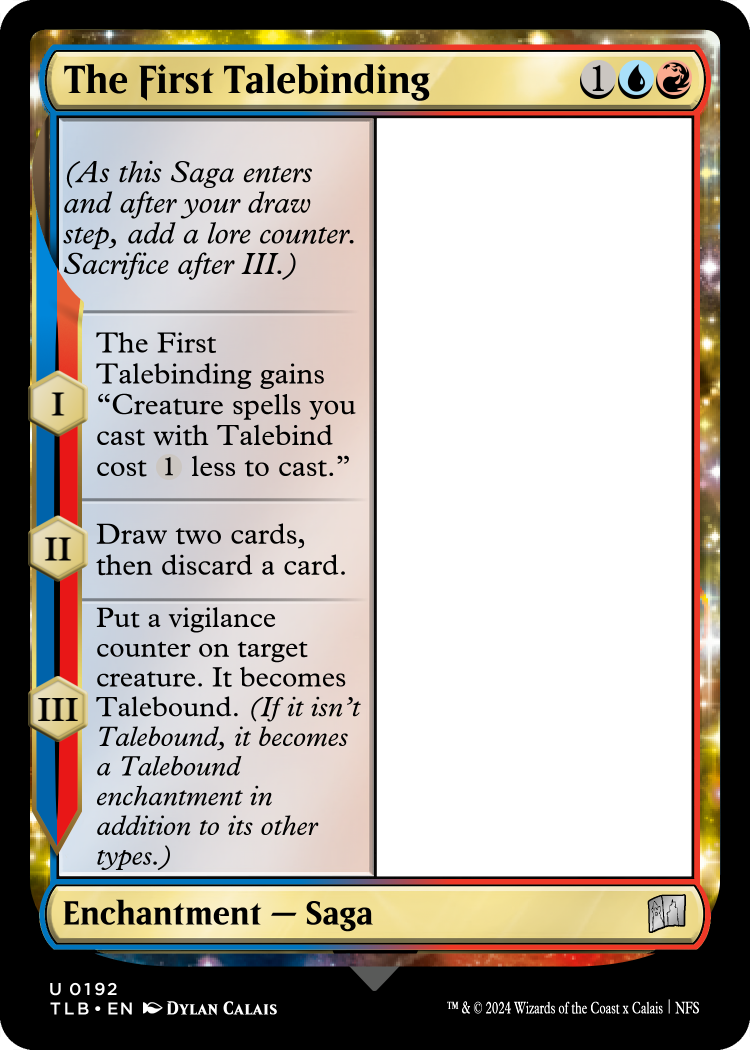 The First Talebinding 1
(As this Saga enters
and after your draw
step, add a lore counter.
Sacrifice after III.)
I
The First
Talebinding gains
“Creature spells you
cast with Talebind
cost 1 less to cast.”
II
Draw two cards,
then discard a card.
III
Put a vigilance
counter on target
creature. It becomes
Talebound. (If it isn’t
Talebound, it becomes
a Talebound
enchantment in
addition to its other
types.)
Enchantment — Saga
U 0192
TLB • EN DYLAN CALAIS
™ & © 2024 Wizards of the Coast x Calais | NFS